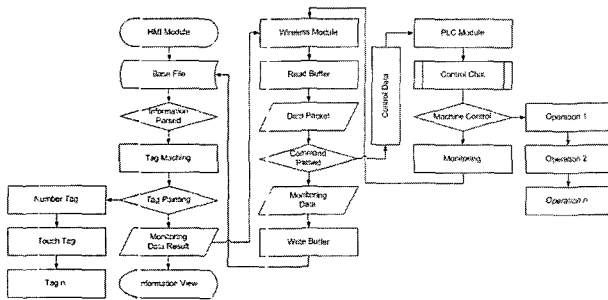 HMI Module
Base File
Information
Parsed
Tag Maching
Tag Pointing
Number Tag
Touch Tag
Tag n
Monitoring
Data Result
Information View
Wireless Module
Read Buffer
Data Packet
Command
Parsed
Monitoring
Data
Write Buffer
Control Data
PLC Module
Control Chat
Machine Control
Monitoring
Operation 1
Operation 2
Operation n